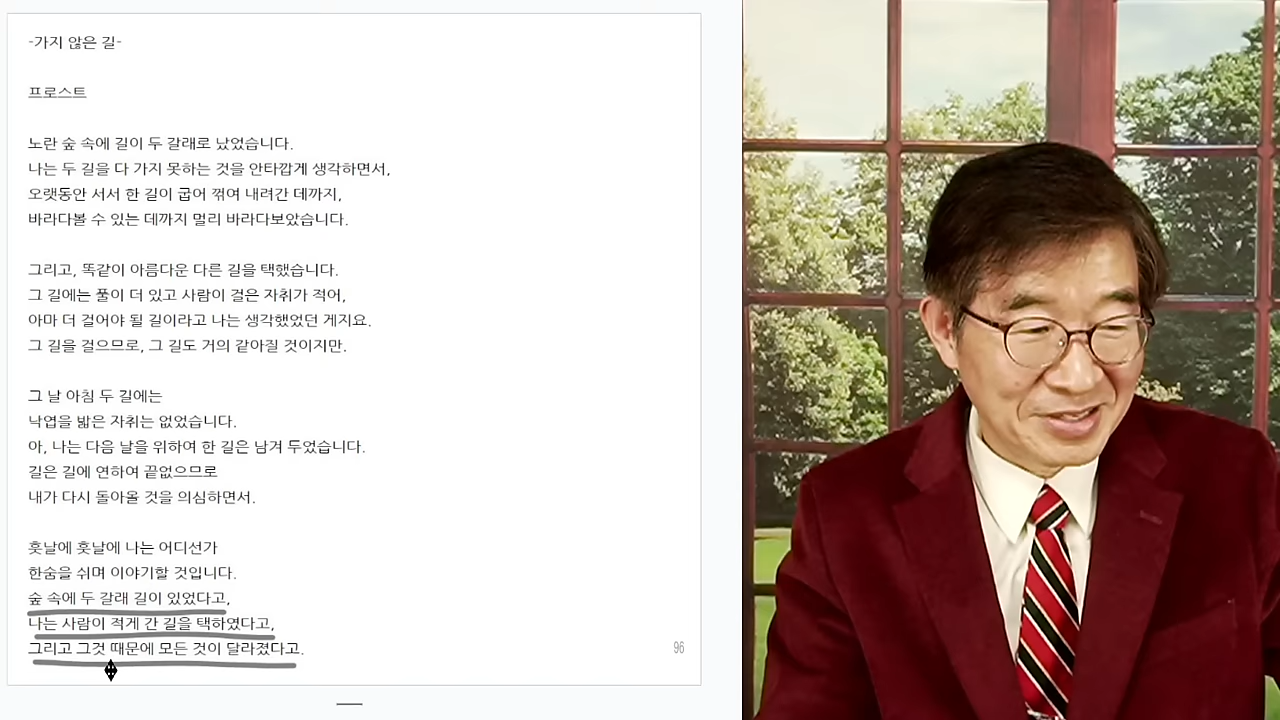 -가지 않은 길-
프로스트
노란 숲 속에 길이 두 갈래로 났었습니다.
나는 두 길을 다 가지 못하는 것을 안타깝게 생각하면서,
오랫동안 서서 한 길이 굽어 꺾여 내려간 데까지,
바라다볼 수 있는 데까지 멀리 바라다보았습니다.
그리고, 똑같이 아름다운 다른 길을 택했습니다.
그 길에는 풀이 더 있고 사람이 걸은 자취가 적어,
아마 더 걸어야 될 길이라고 나는 생각했었던 게지요.
그 길을 걸으므로, 그 길도 거의 같아질 것이지만.
그 날 아침 두 길에는
낙엽을 밟은 자취는 없었습니다.
아, 나는 다음 날을 위하여 한 길은 남겨 두었습니다.
길은 길에 연하여 끝없으므로
내가 다시 돌아올 것을 의심하면서.
훗날에 훗날에 나는 어디선가
한숨을 쉬며 이야기할 것입니다.
숲 속에 두 갈래 길이 있었다고,
나는 사람이 적게 간 길을 택하였다고,
그리고 그것 때문에 모든 것이 달라졌다고.
96